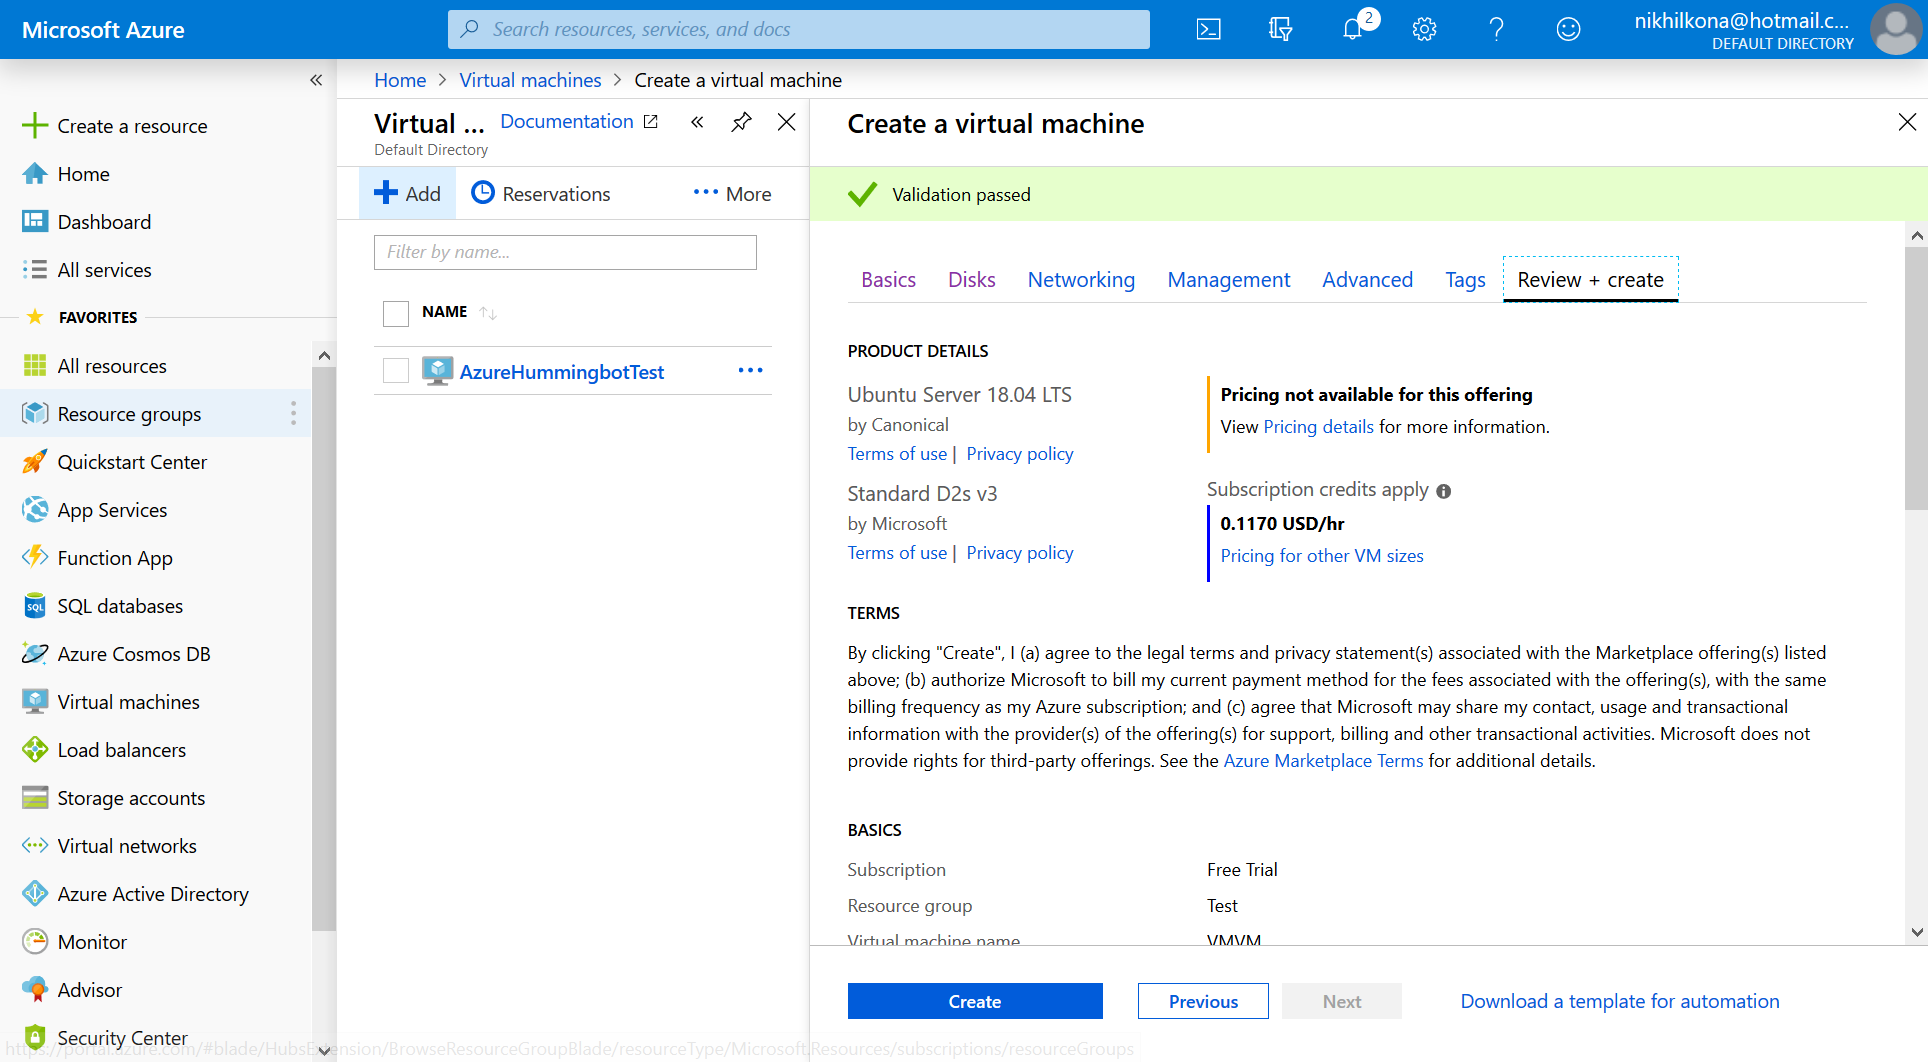 Microsoft Azure
Search resources, services, and docs
2
nikhilkona@hotmail.c...
DEFAULT DIRECTORY
Create a resource
Home
Dashboard
All services
FAVORITES
All resources
Resource groups
Quickstart Center
App Services
Function App
SQL databases
Azure Cosmos DB
Virtual machines
Load balancers
Storage accounts
Virtual networks
Azure Active Directory
Monitor
Advisor
Security Center
Home > Virtual machines > Create a virtual machine
Virtual ... Documentation
Default Directory
Add Reservations ... More
Filter by name...
NAME
AzureHummingbotTest
Create a virtual machine
Validation passed
Basics Disks Networking Management Advanced Tags Review + create
PRODUCT DETAILS
Ubuntu Server 18.04 LTS
by Canonical
Terms of use | Privacy policy
Pricing not available for this offering
View Pricing details for more information.
Standard D2s v3
by Microsoft
Terms of use | Privacy policy
Subscription credits apply
0.1170 USD/hr
Pricing for other VM sizes
TERMS
By clicking "Create", I (a) agree to the legal terms and privacy statement(s) associated with the Marketplace offering(s) listed
above; (b) authorize Microsoft to bill my current payment method for the fees associated with the offering(s), with the same
billing frequency as my Azure subscription; and (c) agree that Microsoft may share my contact, usage and transactional
information with the provider(s) of the offering(s) for support, billing and other transactional activities. Microsoft does not
provide rights for third-party offerings. See the Azure Marketplace Terms for additional details.
BASICS
Subscription Free Trial
Resource group Test
Virtual machine name VMVM
Create Previous Next Download a template for automation
https://portal.azure.com/#blade/HubsExtension/BrowseResourceGroupBlade/resourceType/Microsoft.Resources/subscriptions/resourceGroups